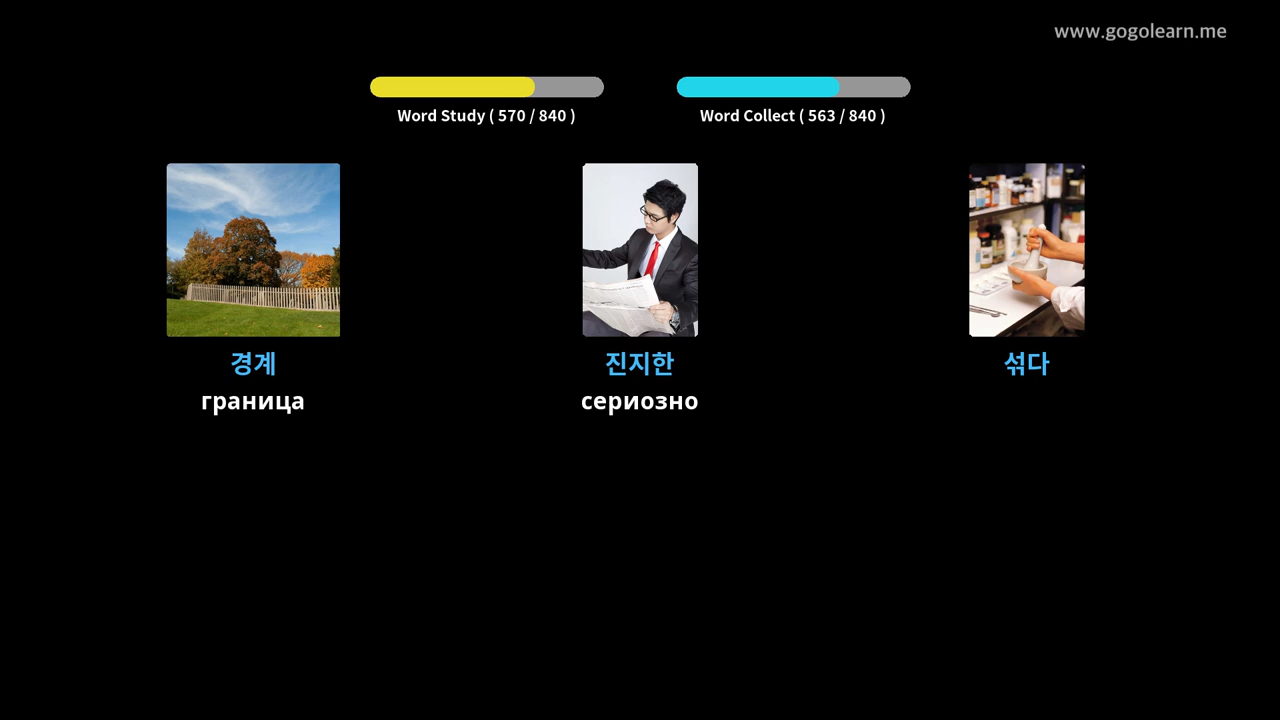 www.gogolearn.me
Word Study ( 570 / 840 )
Word Collect ( 563 / 840 )
경계
진지한
섞다
граница
сериозно